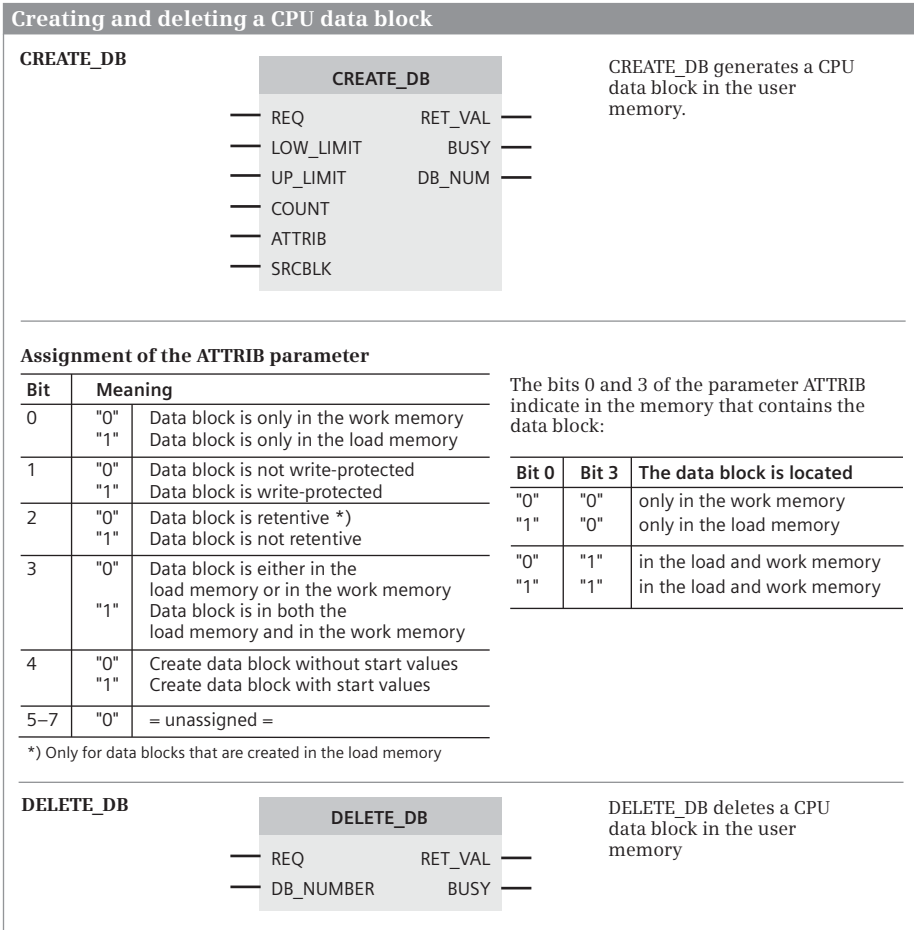 Creating and deleting a CPU data block
CREATE_DB
CREATE_DB
REQ RET_VAL
LOW_LIMIT BUSY
UP_LIMIT DB_NUM
COUNT
ATTRIB
SRCBLK
CREATE_DB generates a CPU
data block in the user
memory.
Assignment of the ATTRIB parameter
Bit Meaning
0 "0" Data block is only in the work memory
"1" Data block is only in the load memory
1 "0" Data block is not write-protected
"1" Data block is write-protected
2 "0" Data block is retentive *)
"1" Data block is not retentive
3 "0" Data block is either in the
load memory or in the work memory
"1" Data block is in both the
load memory and in the work memory
4 "0" Create data block without start values
"1" Create data block with start values
5–7 "0" = unassigned =
*) Only for data blocks that are created in the load memory
The bits 0 and 3 of the parameter ATTRIB
indicate in the memory that contains the
data block:
Bit 0 Bit 3 The data block is located
"0" "0" only in the work memory
"1" "0" only in the load memory
"0" "1" in the load and work memory
"1" "1" in the load and work memory
DELETE_DB
DELETE_DB
REQ RET_VAL
DB_NUMBER BUSY
DELETE_DB deletes a CPU
data block in the user
memory